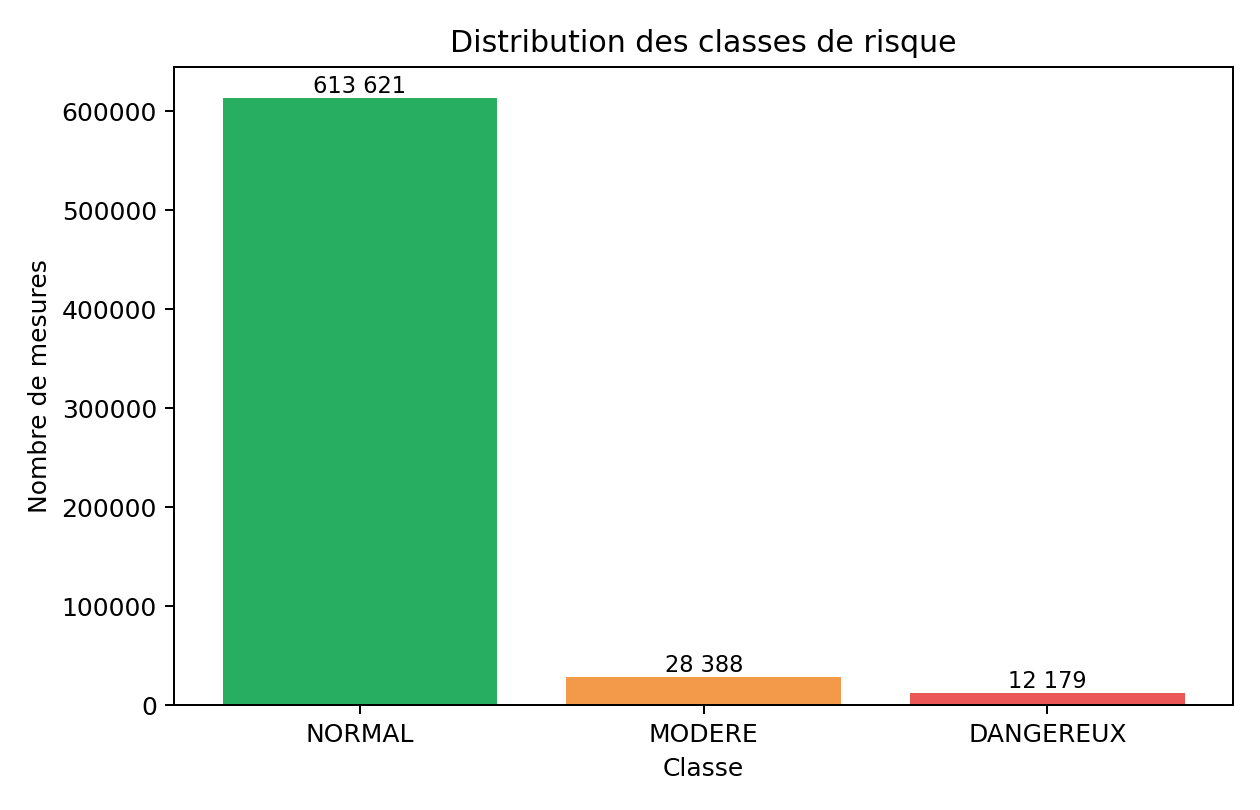 Distribution des classes de risque
613 621
600000
500000
400000
300000
200000
100000
0
Nombre de mesures
28 388
12 179
NORMAL
MODERE
DANGEREUX
Classe